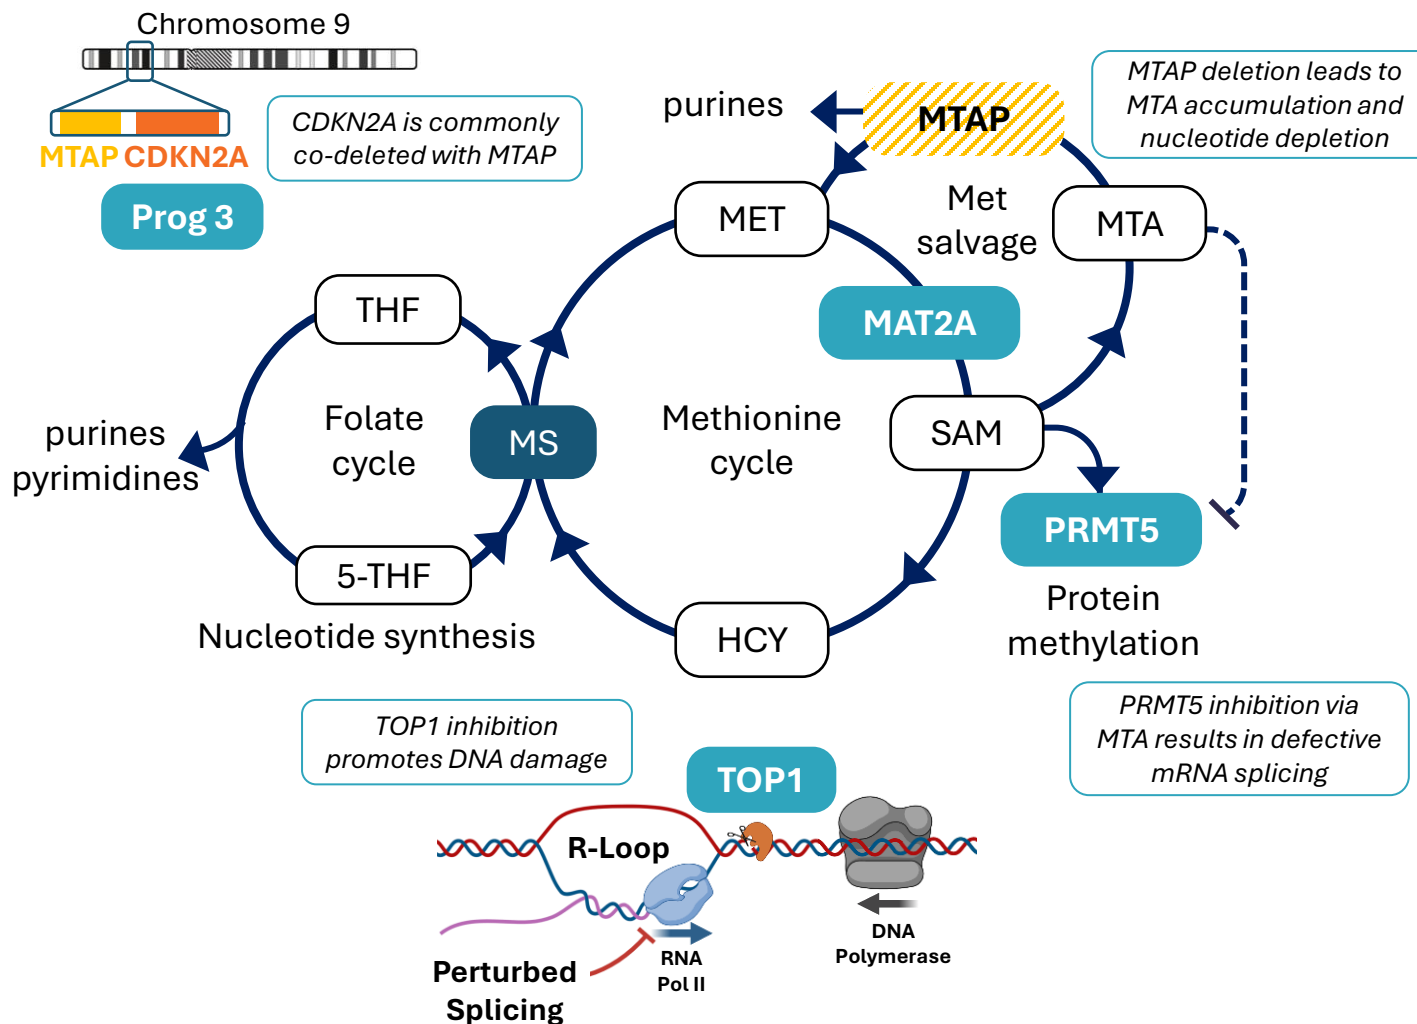 Chromosome 9
MTAP CDKN2A
Prog 3
CDKN2A is commonly
co-deleted with MTAP
purines
MTAP
MTAP deletion leads to
MTA accumulation and
nucleotide depletion
MET
Met
salvage
MTA
THF
MAT2A
Folate
cycle
MS
Methionine
cycle
SAM
purines
pyrimidines
PRMT5
5-THF
Nucleotide synthesis
HCY
Protein
methylation
TOP1 inhibition
promotes DNA damage
PRMT5 inhibition via
MTA results in defective
mRNA splicing
TOP1
R-Loop
RNA
Pol II
DNA
Polymerase
Perturbed
Splicing